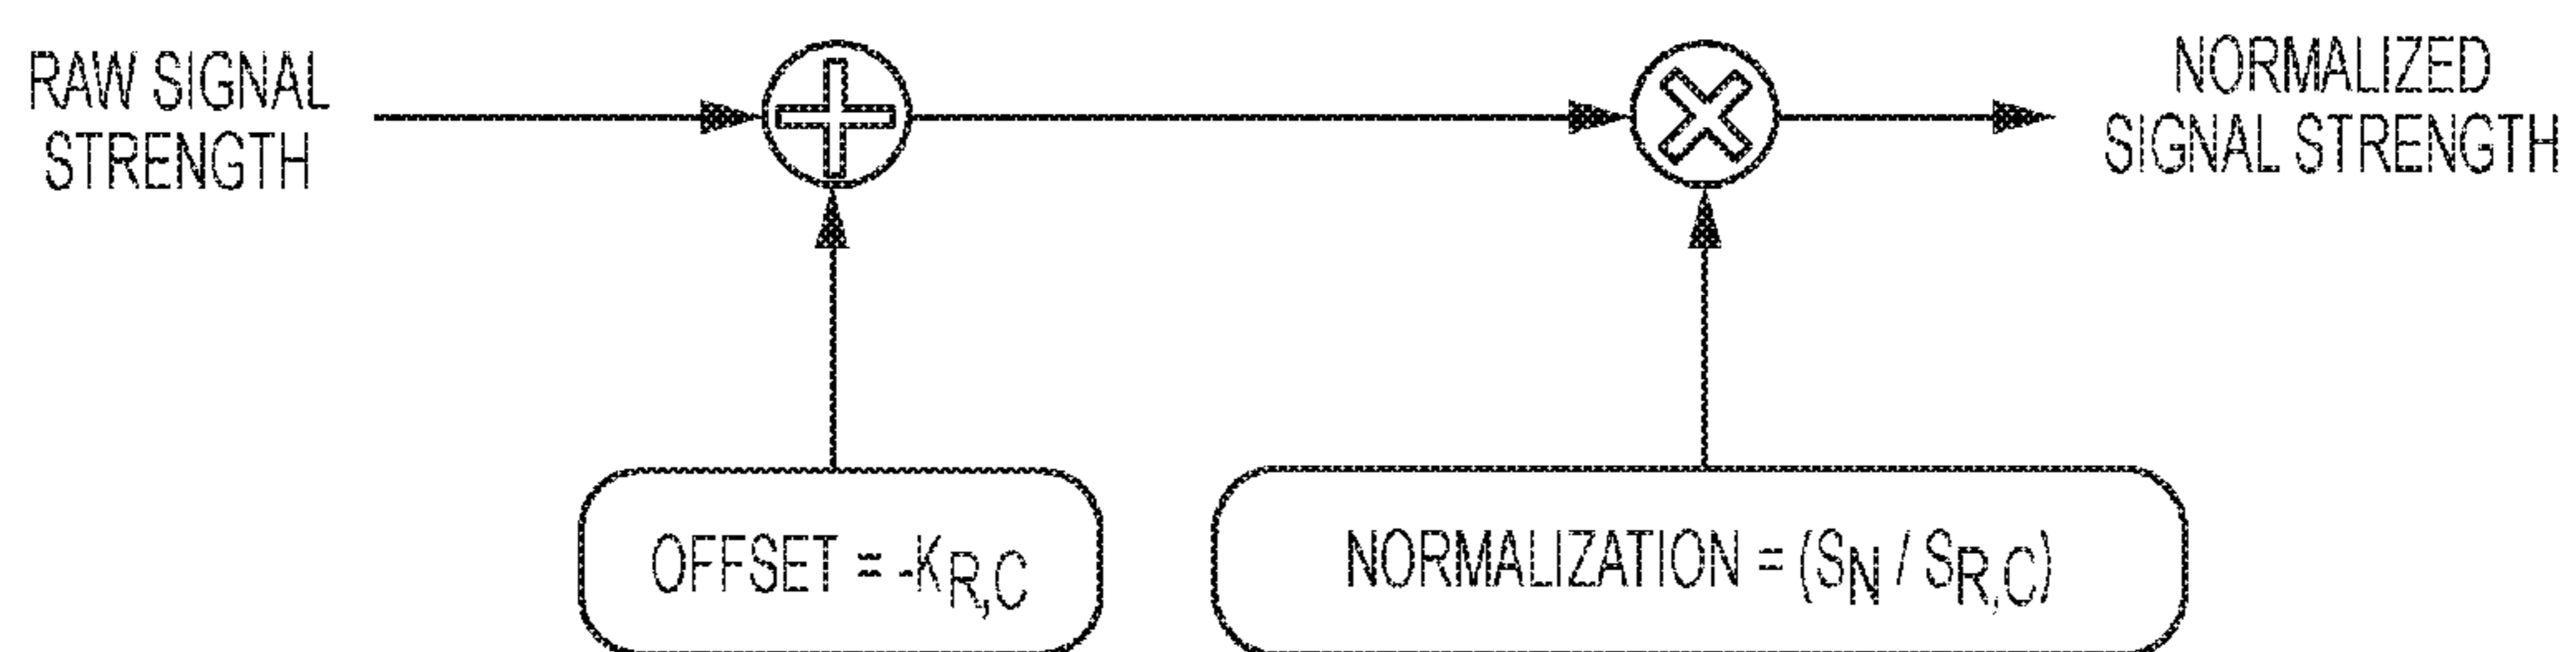 RAW SIGNAL
STRENGTH
NORMALIZED
SIGNAL STRENGTH
OFFSET = -KR,C
NORMALIZATION = (SN / SR,C)